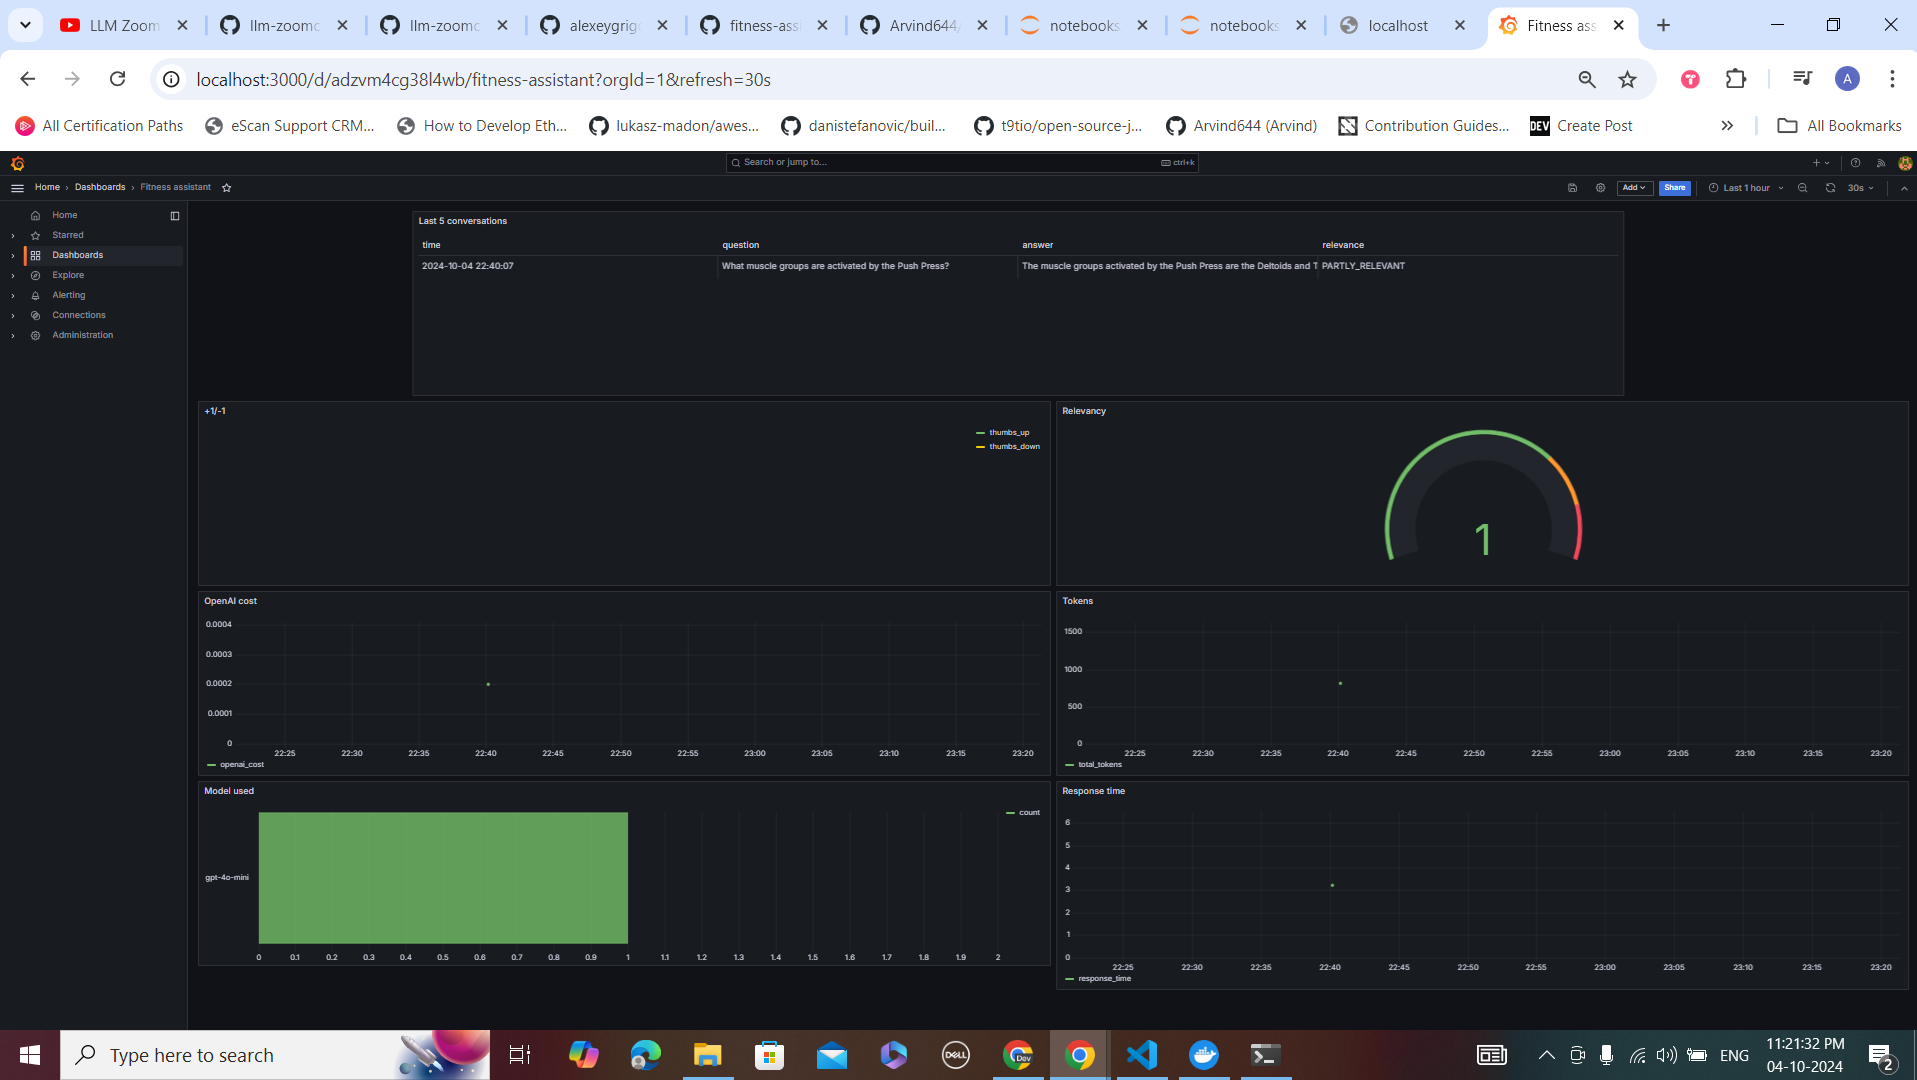 LLM Zoom
llm-zoomc
llm-zoomc
alexeygrig
fitness-assi
Arvind644/
notebooks
notebooks
localhost
Fitness ass
localhost:3000/d/adzvm4cg38l4wb/fitness-assistant?orgId=1&refresh=30s
A
All Certification Paths
eScan Support CRM...
How to Develop Eth...
lukasz-madon/awes...
danistefanovic/buil...
t9tio/open-source-j...
Arvind644 (Arvind)
Contribution Guides...
DEV
Create Post
All Bookmarks
Search or jump to...
ctrl+k
Home
Dashboards
Fitness assistant
Add
Share
Last 1 hour
30s
Home
Starred
Dashboards
Explore
Alerting
Connections
Administration
Last 5 conversations
time question answer relevance
2024-10-04 22:40:07 What muscle groups are activated by the Push Press? The muscle groups activated by the Push Press are the Deltoids and T PARTLY_RELEVANT
+1/-1
thumbs_up
thumbs_down
Relevancy
1
OpenAI cost
0.0004
0.0003
0.0002
0.0001
0
22:25 22:30 22:35 22:40 22:45 22:50 22:55 23:00 23:05 23:10 23:15 23:20
openai_cost
Tokens
1500
1000
500
0
22:25 22:30 22:35 22:40 22:45 22:50 22:55 23:00 23:05 23:10 23:15 23:20
total_tokens
Model used
count
gpt-4o-mini
0 0.1 0.2 0.3 0.4 0.5 0.6 0.7 0.8 0.9 1 1.1 1.2 1.3 1.4 1.5 1.6 1.7 1.8 1.9 2
Response time
6
5
4
3
2
1
0
22:25 22:30 22:35 22:40 22:45 22:50 22:55 23:00 23:05 23:10 23:15 23:20
response_time
Type here to search
DELL
Dev
ENG
11:21:32 PM
04-10-2024
2